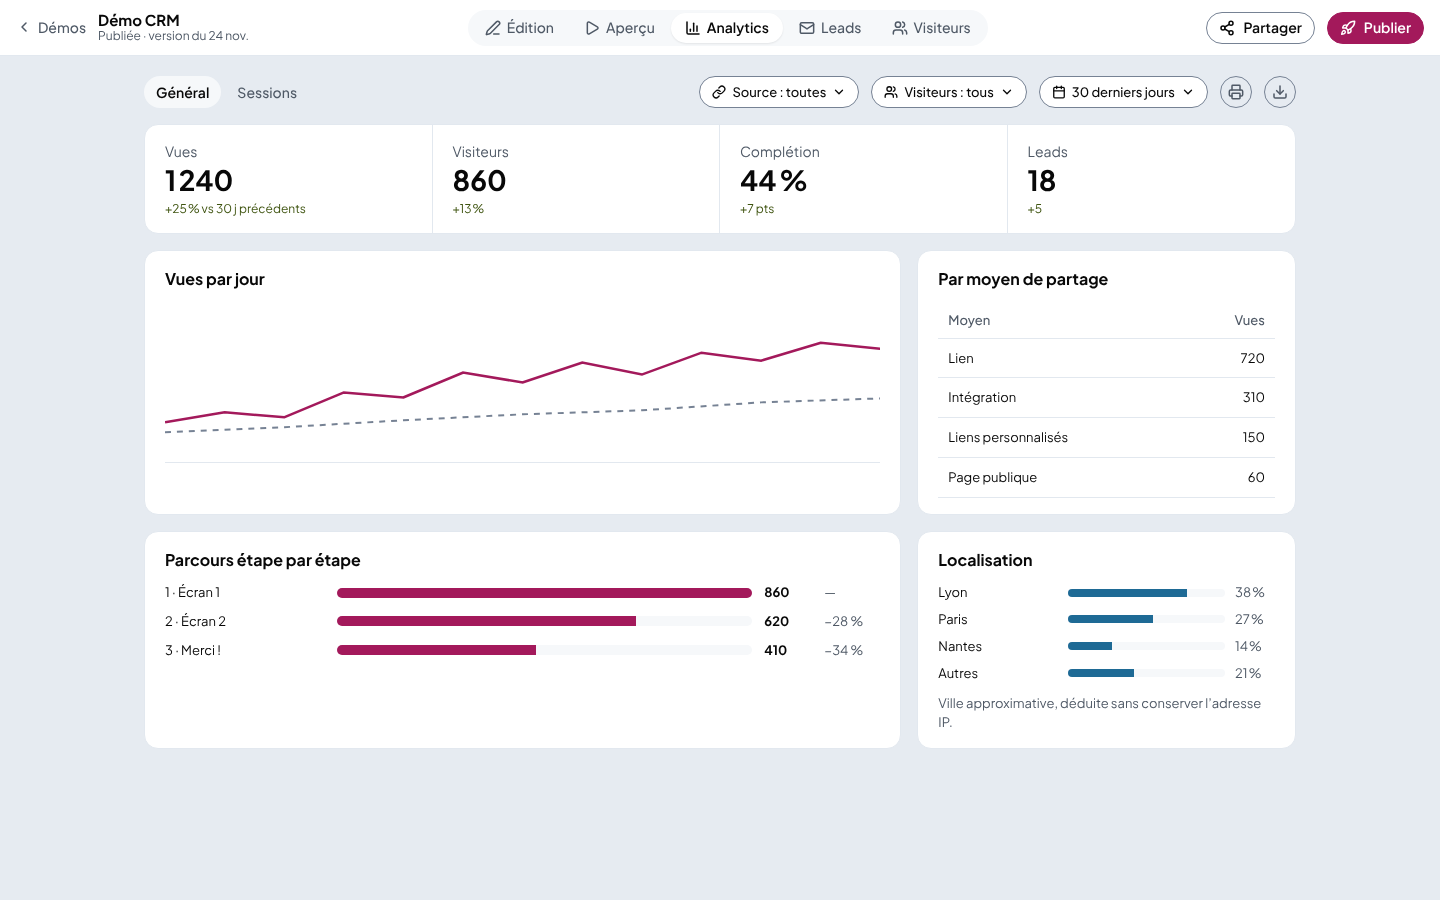 Démos
Démo CRM
Publiée · version du 24 nov.
Édition
Aperçu
Analytics
Leads
Visiteurs
Partager
Publier
Général
Sessions
Source : toutes
Visiteurs : tous
30 derniers jours
Vues
1 240
+25 % vs 30 j précédents
Visiteurs
860
+13 %
Complétion
44 %
+7 pts
Leads
18
+5
Vues par jour
Par moyen de partage
Moyen Vues
Lien 720
Intégration 310
Liens personnalisés 150
Page publique 60
Parcours étape par étape
1 · Écran 1 860 —
2 · Écran 2 620 −28 %
3 · Merci ! 410 −34 %
Localisation
Lyon 38 %
Paris 27 %
Nantes 14 %
Autres 21 %
Ville approximative, déduite sans conserver l’adresse
IP.